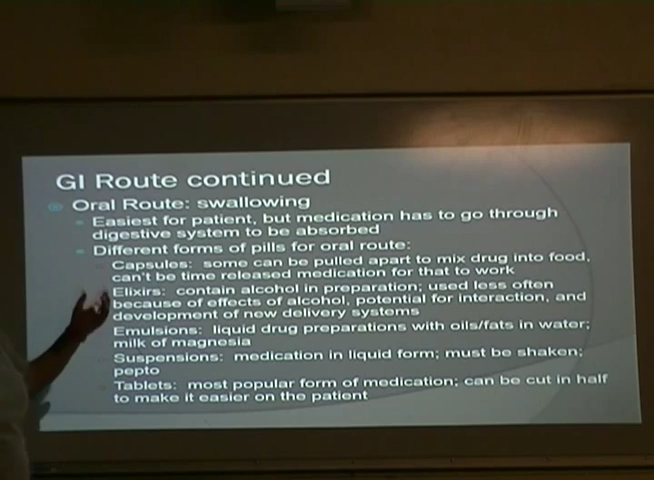 GI Route continued
Oral Route: swallowing
Easiest for patient, but medication has to go through
digestive system to be absorbed
Different forms of pills for oral route:
Capsules: some can be pulled apart to mix drug into food,
can't be time released medication for that to work
Elixirs: contain alcohol in preparation; used less often
because of effects of alcohol, potential for interaction, and
development of new delivery systems
Emulsions: liquid drug preparations with oils/fats in water;
milk of magnesia
Suspensions: medication in liquid form; must be shaken;
pepto
Tablets: most popular form of medication; can be cut in half
to make it easier on the patient